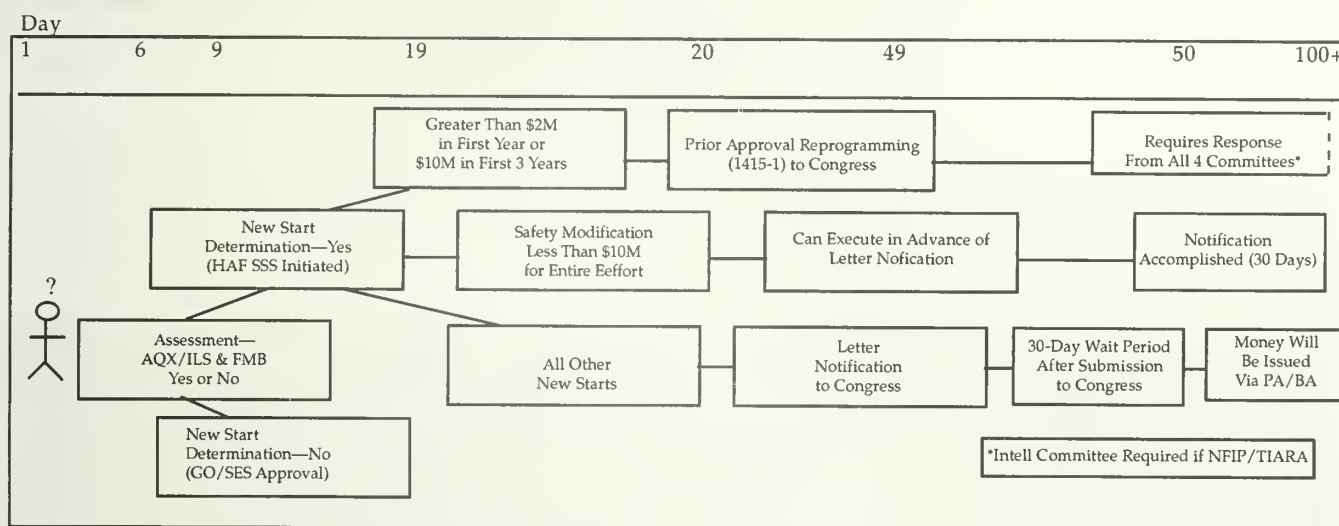 Day
1 6 9 19 20 49 50 100+
Greater Than $2M
in First Year or
$10M in First 3 Years
Prior Approval Reprogramming
(1415-1) to Congress
Requires Response
From All 4 Committees*
New Start
Determination—Yes
(HAF SSS Initiated)
Safety Modification
Less Than $10M
for Entire Eeffort
Can Execute in Advance of
Letter Nofication
Notification
Accomplished (30 Days)
?
Assessment—
AQX/ILS & FMB
Yes or No
All Other
New Starts
Letter
Notification
to Congress
30-Day Wait Period
After Submission
to Congress
Money Will
Be Issued
Via PA/BA
New Start
Determination—No
(GO/SES Approval)
*Intell Committee Required if NFIP/TIARA